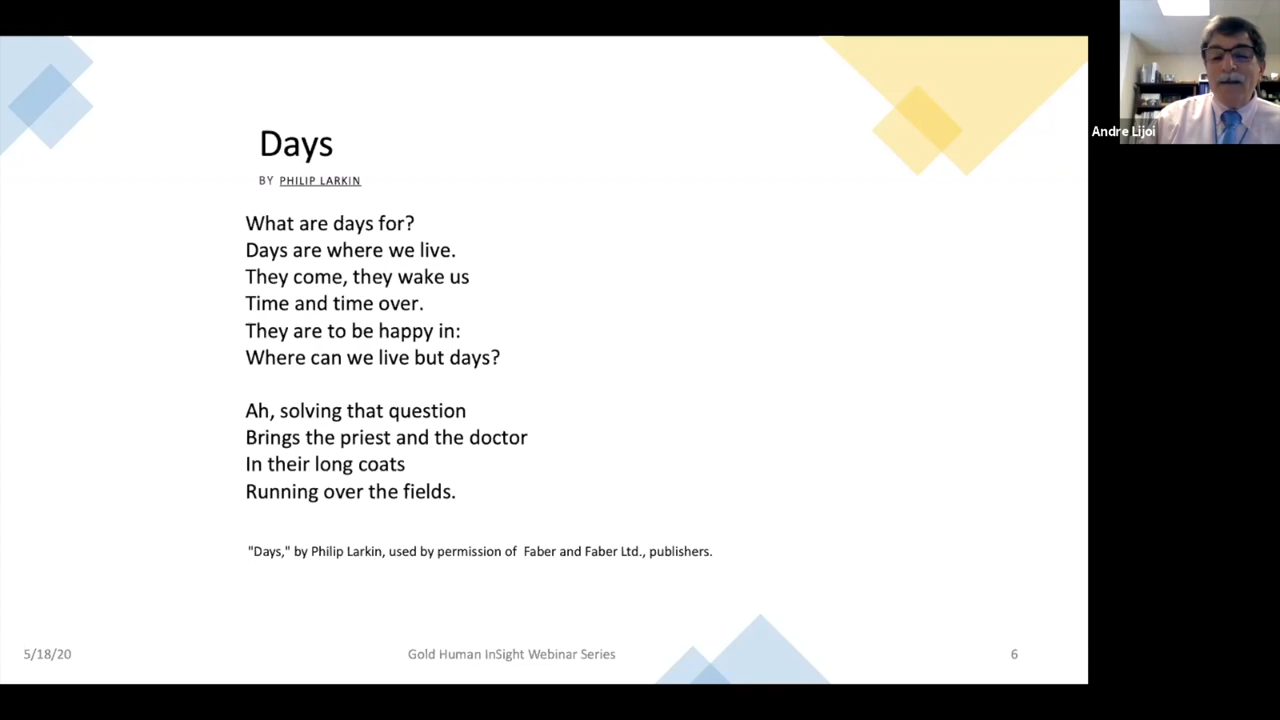 Days
BY PHILIP LARKIN
What are days for?
Days are where we live.
They come, they wake us
Time and time over.
They are to be happy in:
Where can we live but days?
Ah, solving that question
Brings the priest and the doctor
In their long coats
Running over the fields.
"Days," by Philip Larkin, used by permission of Faber and Faber Ltd., publishers.
5/18/20
Gold Human InSight Webinar Series
6
Andre Lijoi